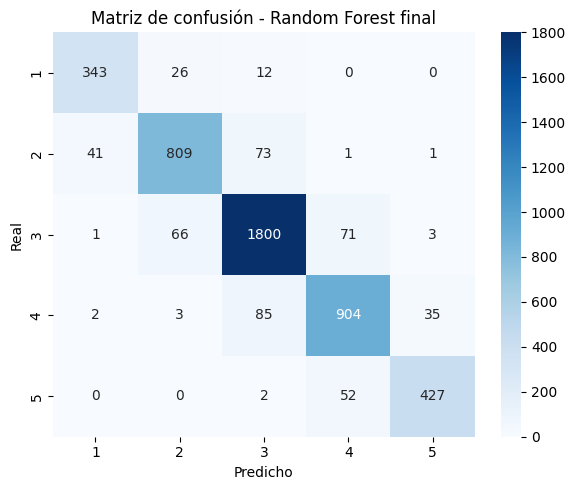 Matriz de confusión - Random Forest final
1 343 26 12 0 0
2 41 809 73 1 1
3 1 66 1800 71 3
4 2 3 85 904 35
5 0 0 2 52 427
1 2 3 4 5
Real
Predicho
1800
1600
1400
1200
1000
800
600
400
200
0